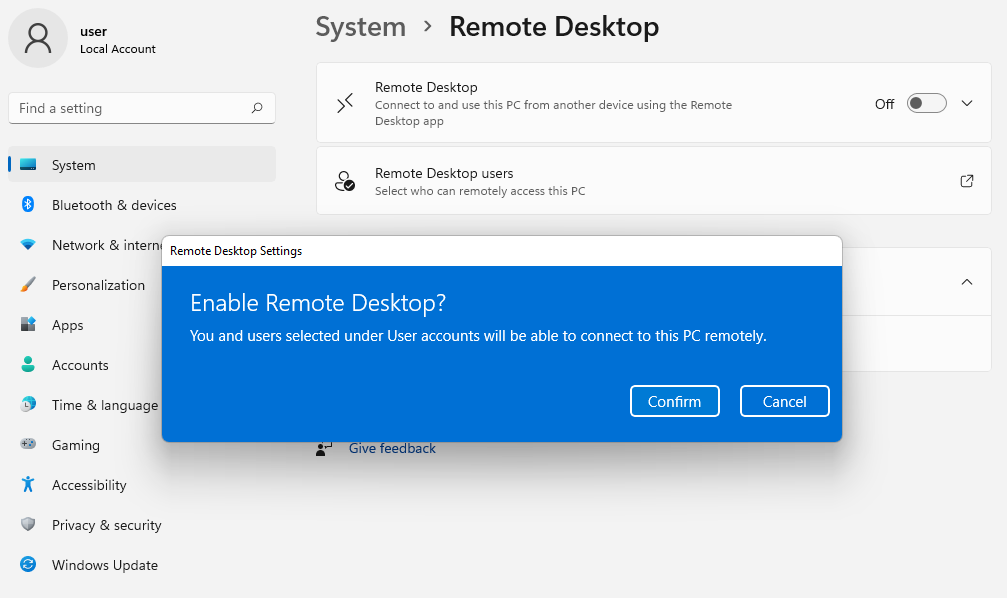 user
Local Account
Find a setting
System
Bluetooth & devices
Network & intern
Personalization
Apps
Accounts
Time & language
Gaming
Accessibility
Privacy & security
Windows Update
System › Remote Desktop
Remote Desktop
Connect to and use this PC from another device using the Remote
Desktop app
Off
Remote Desktop users
Select who can remotely access this PC
Remote Desktop Settings
Enable Remote Desktop?
You and users selected under User accounts will be able to connect to this PC remotely.
Confirm
Cancel
Give feedback